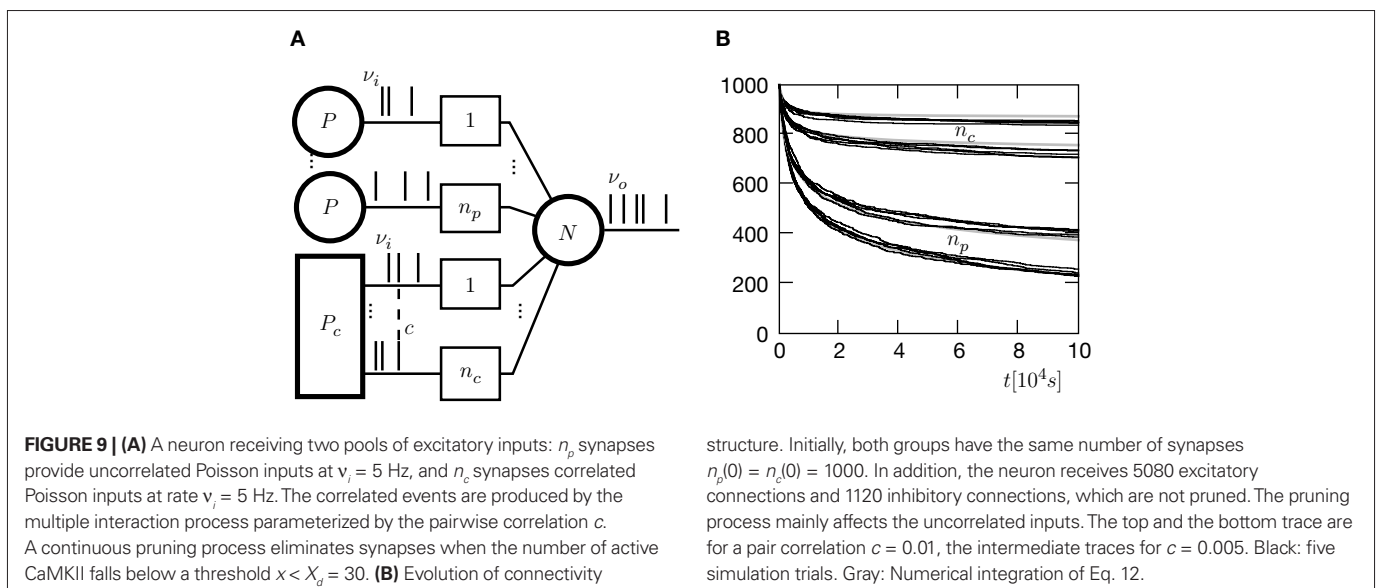 A
ν_i
P
1
P
n_p
ν_o
N
ν_i
P_c
1
c
n_c
B
1000
800
600
400
200
0
n_c
n_p
0 2 4 6 8 10
t[10^4 s]
FIGURE 9 | (A) A neuron receiving two pools of excitatory inputs: n_p synapses
provide uncorrelated Poisson inputs at ν_i = 5 Hz, and n_c synapses correlated
Poisson inputs at rate ν_i = 5 Hz. The correlated events are produced by the
multiple interaction process parameterized by the pairwise correlation c.
A continuous pruning process eliminates synapses when the number of active
CaMKII falls below a threshold x < X_d = 30. (B) Evolution of connectivity
structure. Initially, both groups have the same number of synapses
n_p(0) = n_c(0) = 1000. In addition, the neuron receives 5080 excitatory
connections and 1120 inhibitory connections, which are not pruned. The pruning
process mainly affects the uncorrelated inputs. The top and the bottom trace are
for a pair correlation c = 0.01, the intermediate traces for c = 0.005. Black: five
simulation trials. Gray: Numerical integration of Eq. 12.